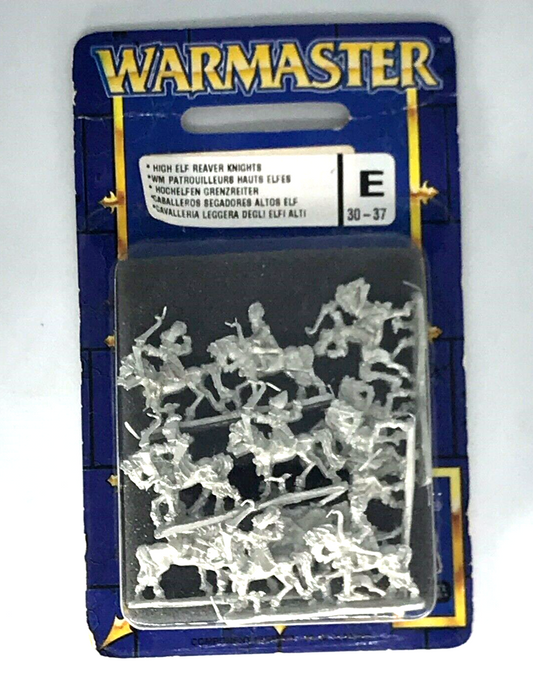 WARMASTER
* HIGH ELF REAVER KNIGHTS
*WM PATROUILLEURS HAUTS ELFES
* HOCHELFEN GRENZREITER
*CABALLEROS SEGADORES ALTOS ELF
*CAVALLERIA LEGGERA DEGLI ELFI ALTI
E
30-37